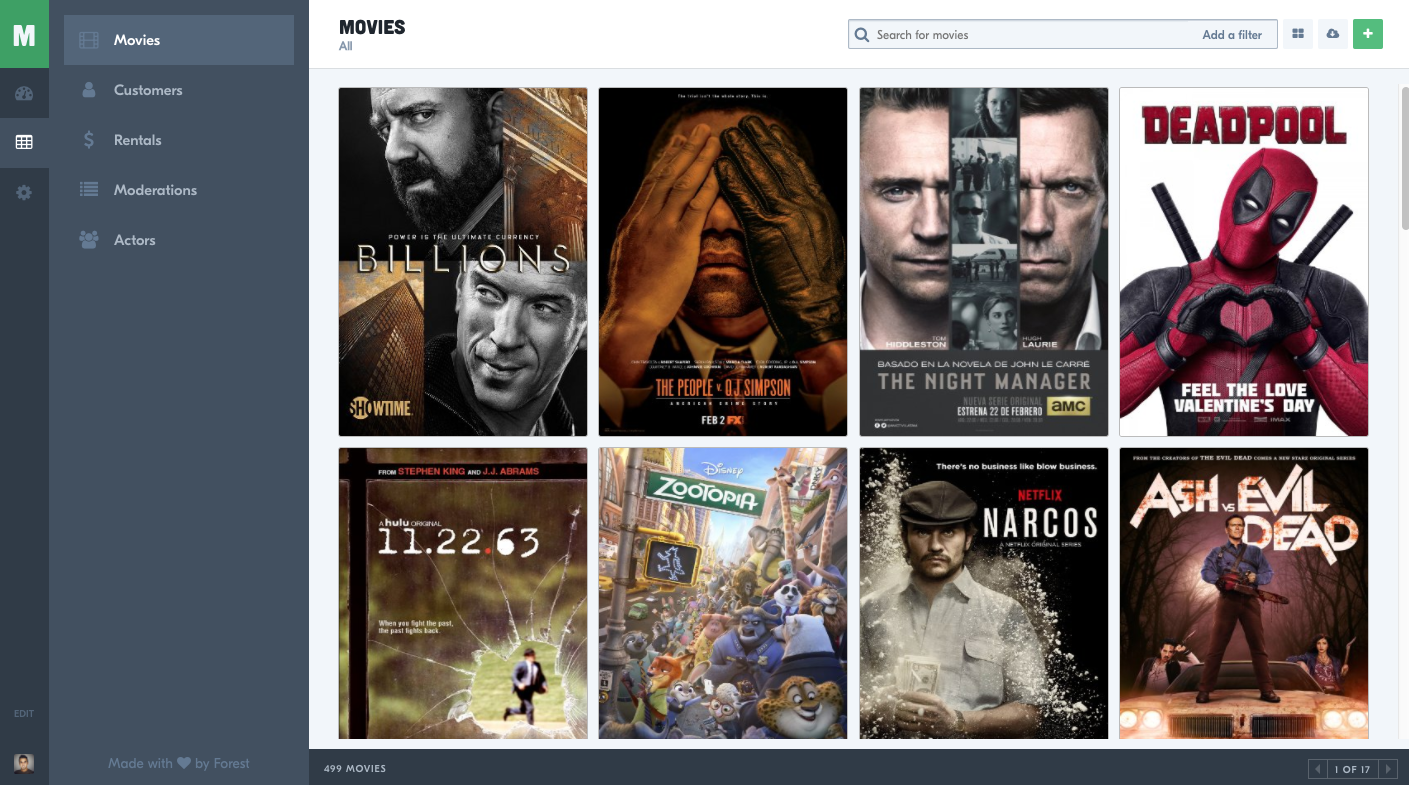 M
Movies
Customers
Rentals
Moderations
Actors
EDIT
Made with by Forest
MOVIES
All
Search for movies
Add a filter
POWER IS THE ULTIMATE CURRENCY
BILLIONS
SHOWTIME
The trial isn't the whole story. This is.
THE PEOPLE v. O.J. SIMPSON
AMERICAN CRIME STORY
FEB 2 FX
TOM
HIDDLESTON
HUGH
LAURIE
BASADO EN LA NOVELA DE JOHN LE CARRÉ
THE NIGHT MANAGER
NUEVA SERIE ORIGINAL
ESTRENA 22 DE FEBRERO
aMC
DEADPOOL
FEEL THE LOVE
VALENTINE'S DAY
IMAX
FROM STEPHEN KING AND J.J. ABRAMS
A hulu ORIGINAL
11.22.63
When you fight the past,
the past fights back.
DISNEY
ZOOTOPIA
There's no business like blow business.
NETFLIX
NARCOS
A NETFLIX ORIGINAL SERIES
FROM THE CREATORS OF THE EVIL DEAD COMES A NEW STARZ ORIGINAL SERIES
ASH VS EVIL
DEAD
499 MOVIES
1 OF 17